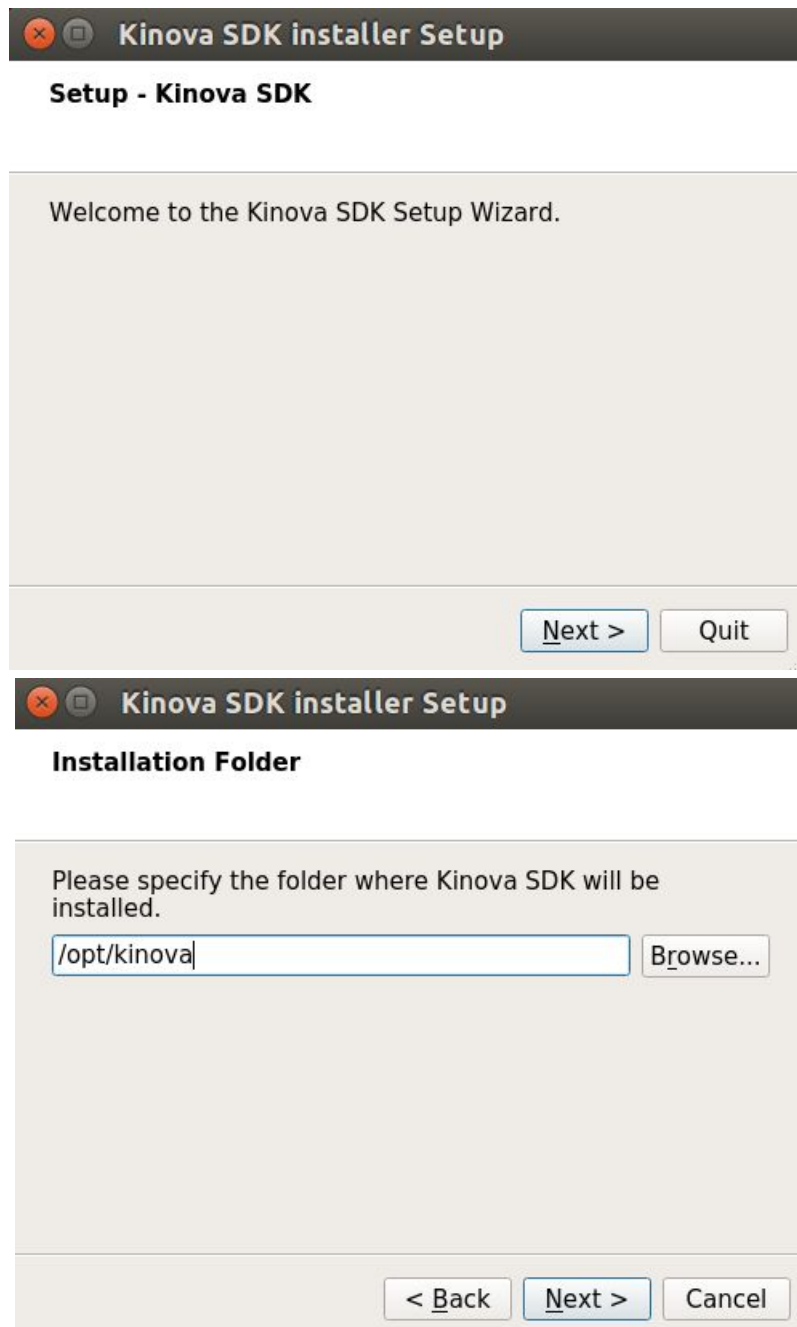 Kinova SDK installer Setup
Setup - Kinova SDK
Welcome to the Kinova SDK Setup Wizard.
Next >
Quit
Kinova SDK installer Setup
Installation Folder
Please specify the folder where Kinova SDK will be
installed.
/opt/kinova
Browse...
< Back
Next >
Cancel